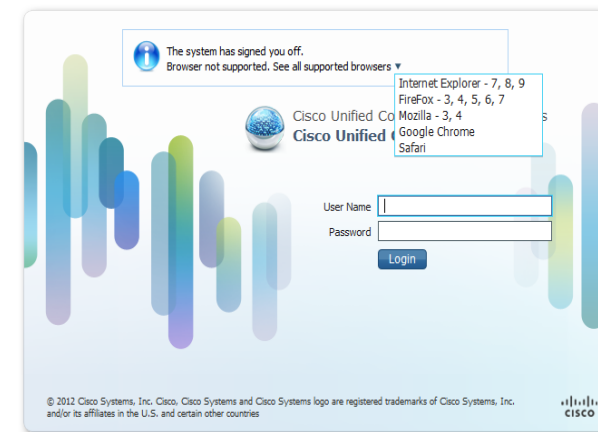 The system has signed you off.
Browser not supported. See all supported browsers ▼
Internet Explorer - 7, 8, 9
FireFox - 3, 4, 5, 6, 7
Mozilla - 3, 4
Google Chrome
Safari
Cisco Unified Co s
Cisco Unified
User Name
Password
Login
© 2012 Cisco Systems, Inc. Cisco, Cisco Systems and Cisco Systems logo are registered trademarks of Cisco Systems, Inc.
and/or its affiliates in the U.S. and certain other countries
CISCO